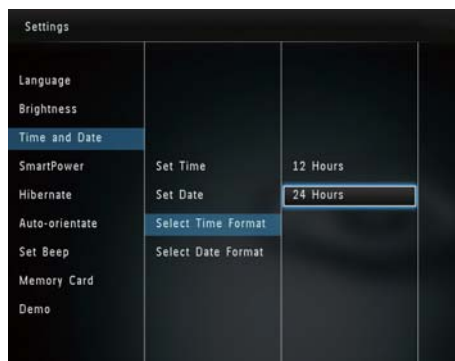 Settings
Language
Brightness
Time and Date
SmartPower
Hibernate
Auto-orientate
Set Beep
Memory Card
Demo
Set Time
Set Date
Select Time Format
Select Date Format
12 Hours
24 Hours